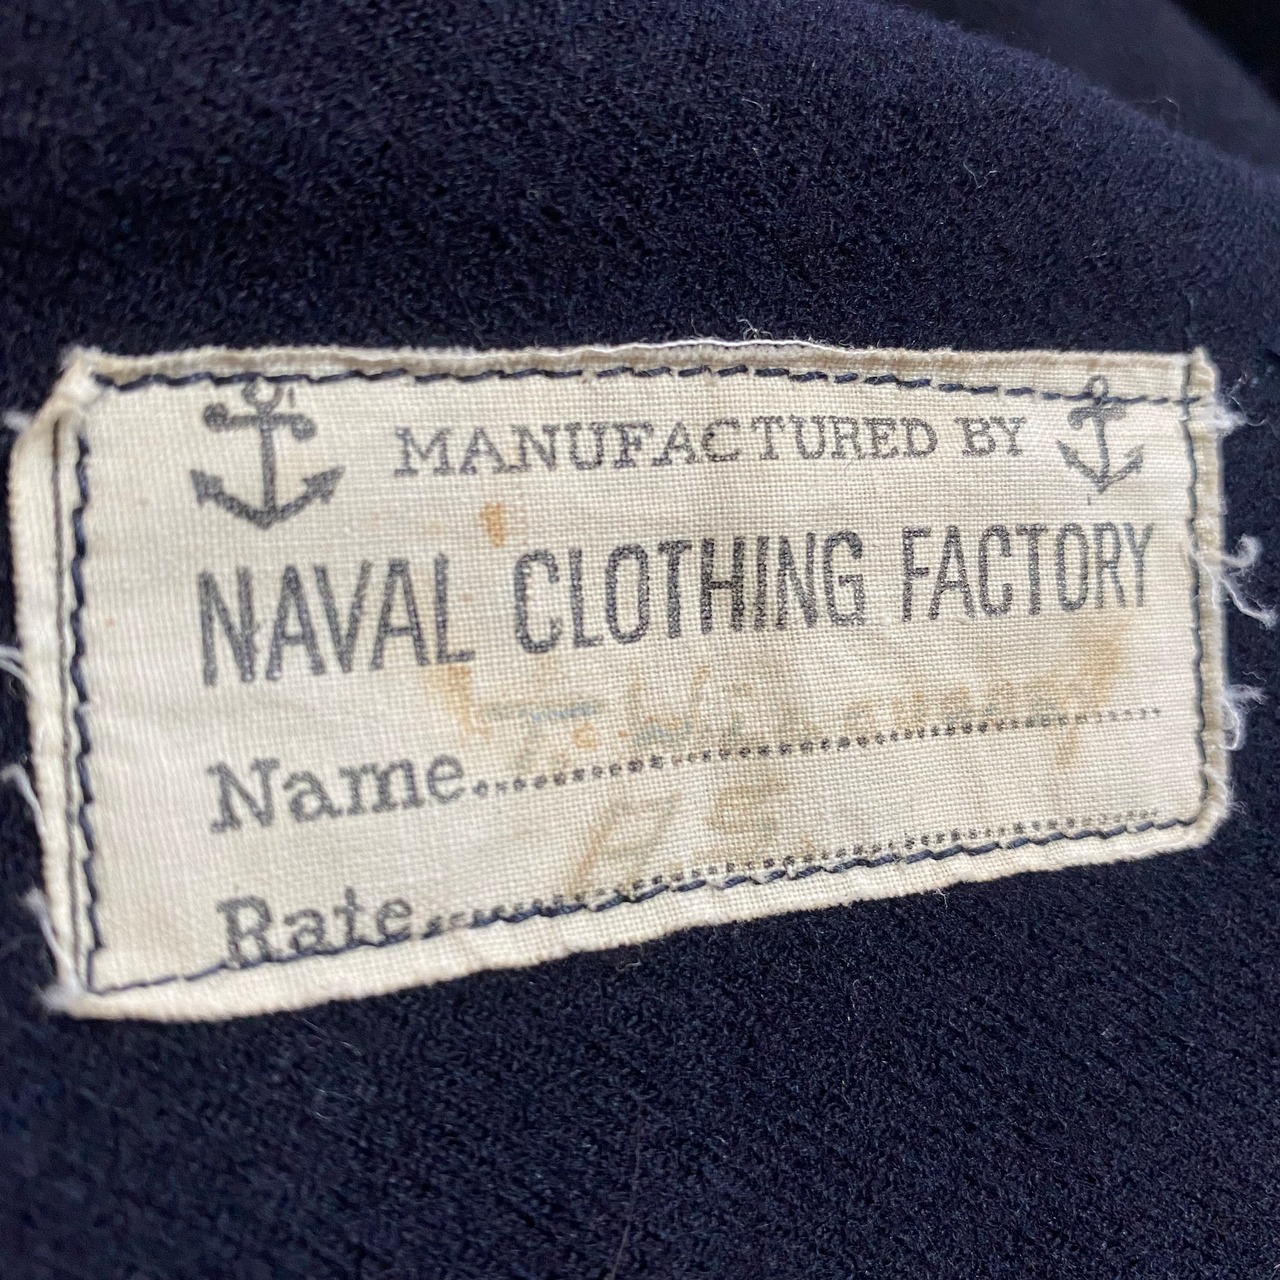 MANUFACTURED BY
NAVAL CLOTHING FACTORY
Name
Rate